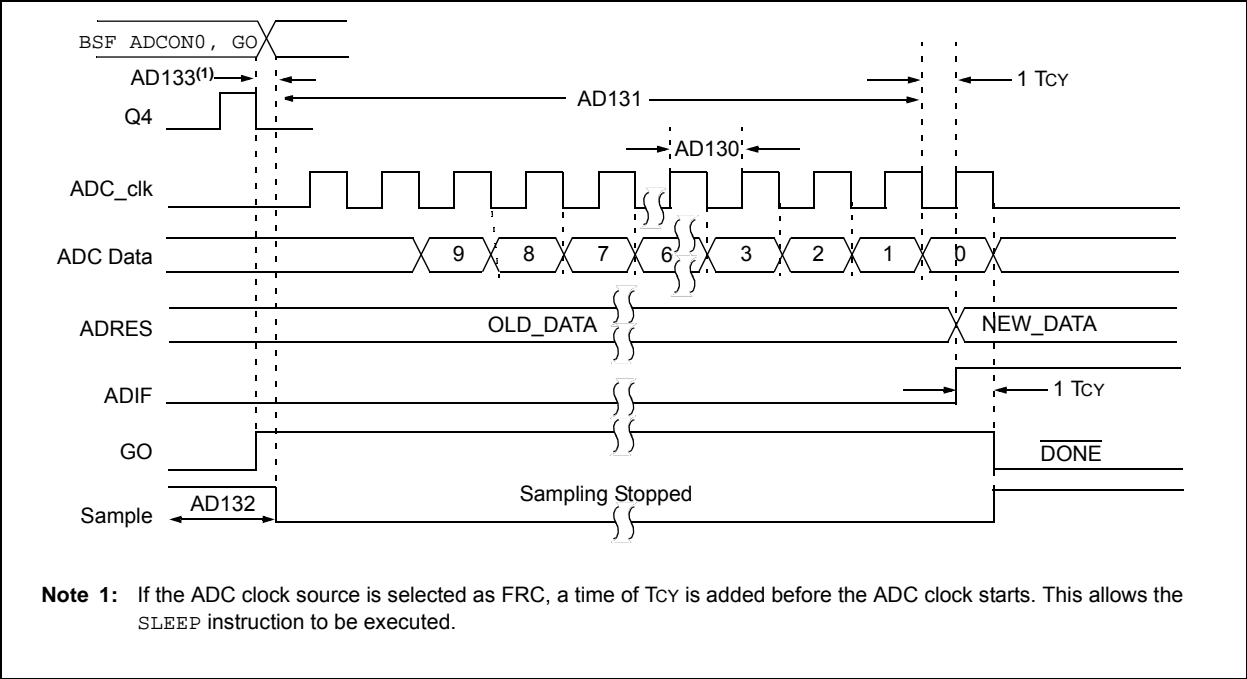 BSF ADCON0, GO
AD133(1)
1 TCY
AD131
Q4
AD130
ADC_clk
ADC Data
9 8 7 6 3 2 1 0
ADRES
OLD_DATA
NEW_DATA
ADIF
1 TCY
GO
DONE
Sample
AD132
Sampling Stopped
Note 1: If the ADC clock source is selected as FRC, a time of TCY is added before the ADC clock starts. This allows the
SLEEP instruction to be executed.